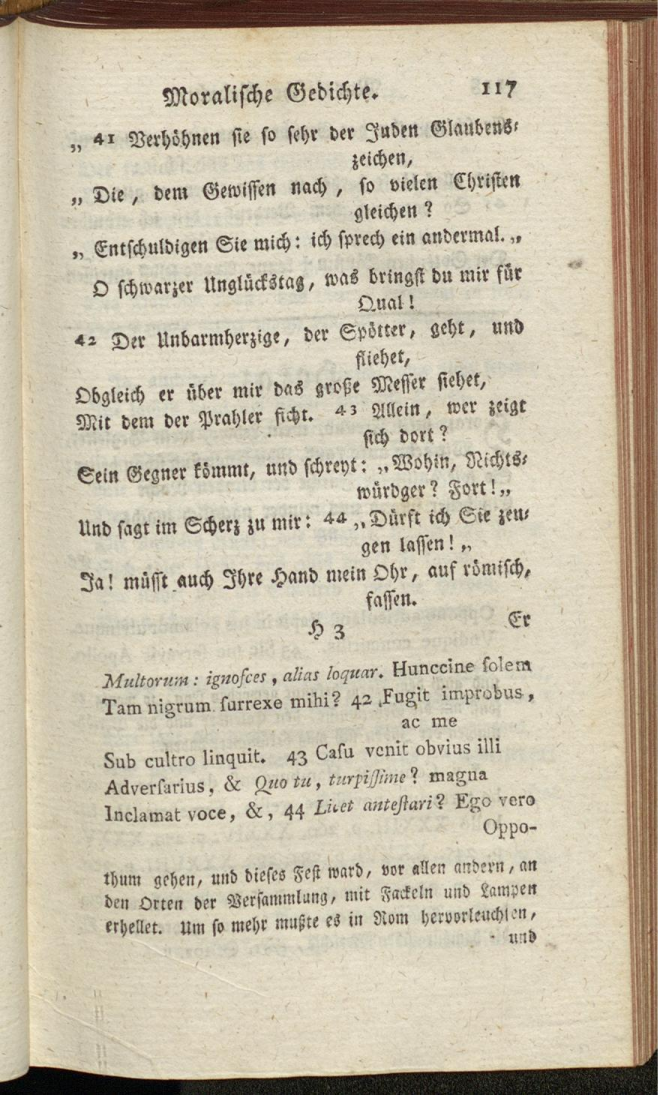 Moralische Gedichte. 117
„ 41 Verhöhnen sie so sehr der Juden Glaubens-
zeichen,
„ Die, dem Gewissen nach, so vielen Christen
gleichen?
„ Entschuldigen Sie mich: ich sprech ein andermal.„
O schwarzer Unglückstag, was bringst du mir für
Qual!
42 Der Unbarmherzige, der Spötter, geht, und
fliehet,
Obgleich er über mir das große Messer siehet,
Mit dem der Prahler ficht. 43 Allein, wer zeigt
sich dort?
Sein Gegner kömmt, und schreyt: „Wohin, Nichts-
würdger? Fort!„
Und sagt im Scherz zu mir: 44 „Dürft ich Sie zeu-
gen lassen!„
Ja! müsst auch Ihre Hand mein Ohr, auf römisch,
fassen.
H 3 Er
Multorum: ignoſces, alias loquar. Hunccine ſolem
Tam nigrum ſurrexe mihi? 42 Fugit improbus,
ac me
Sub cultro linquit. 43 Caſu venit obvius illi
Adverſarius, & Quo tu, turpiſſime? magna
Inclamat voce, &, 44 Licet anteſtari? Ego vero
Oppo-
thum gehen, und dieses Fest ward, vor allen andern, an
den Orten der Versammlung, mit Fackeln und Lampen
erhellet. Um so mehr mußte es in Rom hervorleuchten,
und